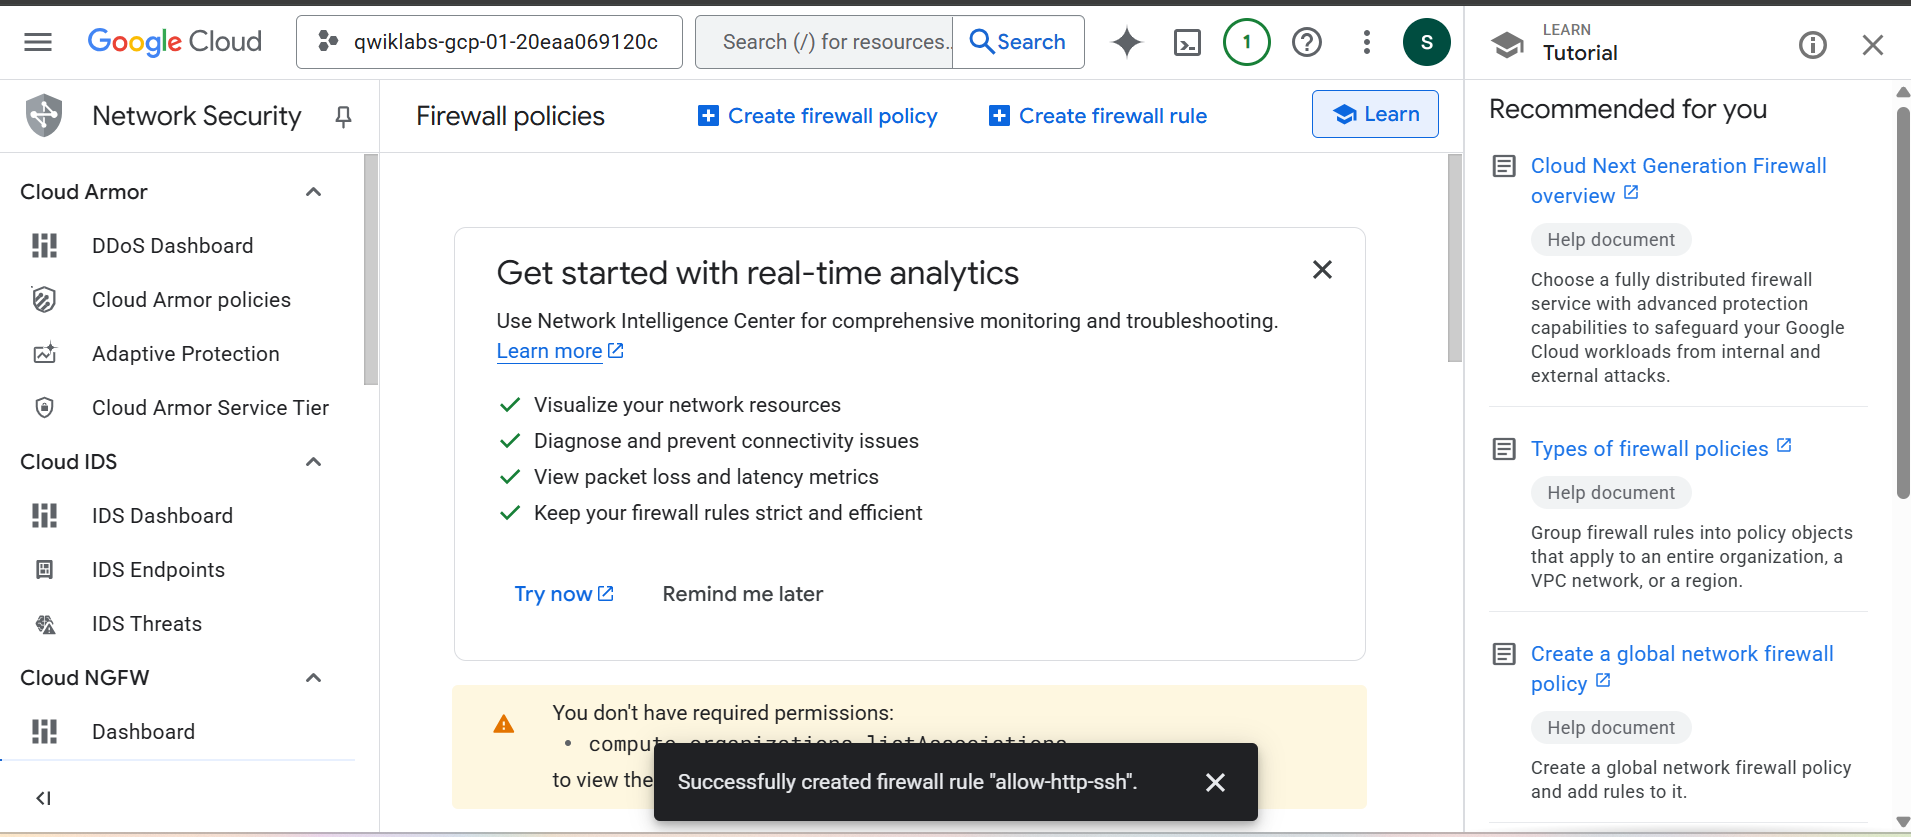 Google Cloud
qwiklabs-gcp-01-20eaa069120c
Search (/) for resources..
Search
1
S
LEARN
Tutorial
Network Security
Firewall policies
Create firewall policy
Create firewall rule
Learn
Cloud Armor
DDoS Dashboard
Cloud Armor policies
Adaptive Protection
Cloud Armor Service Tier
Cloud IDS
IDS Dashboard
IDS Endpoints
IDS Threats
Cloud NGFW
Dashboard
Get started with real-time analytics
Use Network Intelligence Center for comprehensive monitoring and troubleshooting.
Learn more
Visualize your network resources
Diagnose and prevent connectivity issues
View packet loss and latency metrics
Keep your firewall rules strict and efficient
Try now
Remind me later
You don't have required permissions:
• compute.organizations.listAssociations
to view the
Successfully created firewall rule "allow-http-ssh".
Recommended for you
Cloud Next Generation Firewall
overview
Help document
Choose a fully distributed firewall
service with advanced protection
capabilities to safeguard your Google
Cloud workloads from internal and
external attacks.
Types of firewall policies
Help document
Group firewall rules into policy objects
that apply to an entire organization, a
VPC network, or a region.
Create a global network firewall
policy
Help document
Create a global network firewall policy
and add rules to it.